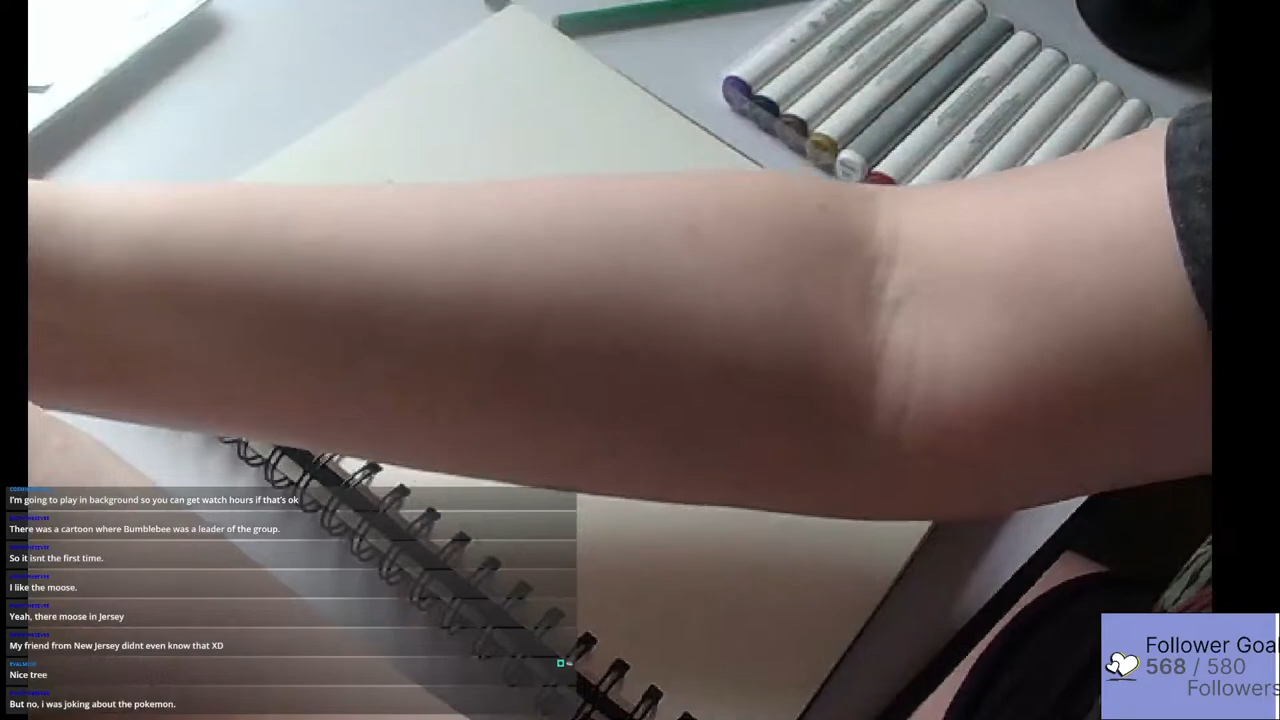 I'm going to play in background so you can get watch hours if that's ok
There was a cartoon where Bumblebee was a leader of the group.
So it isnt the first time.
I like the moose.
Yeah, there moose in Jersey
My friend from New Jersey didnt even know that XD
Nice tree
But no, i was joking about the pokemon.
Follower Goal
568 / 580
Followers